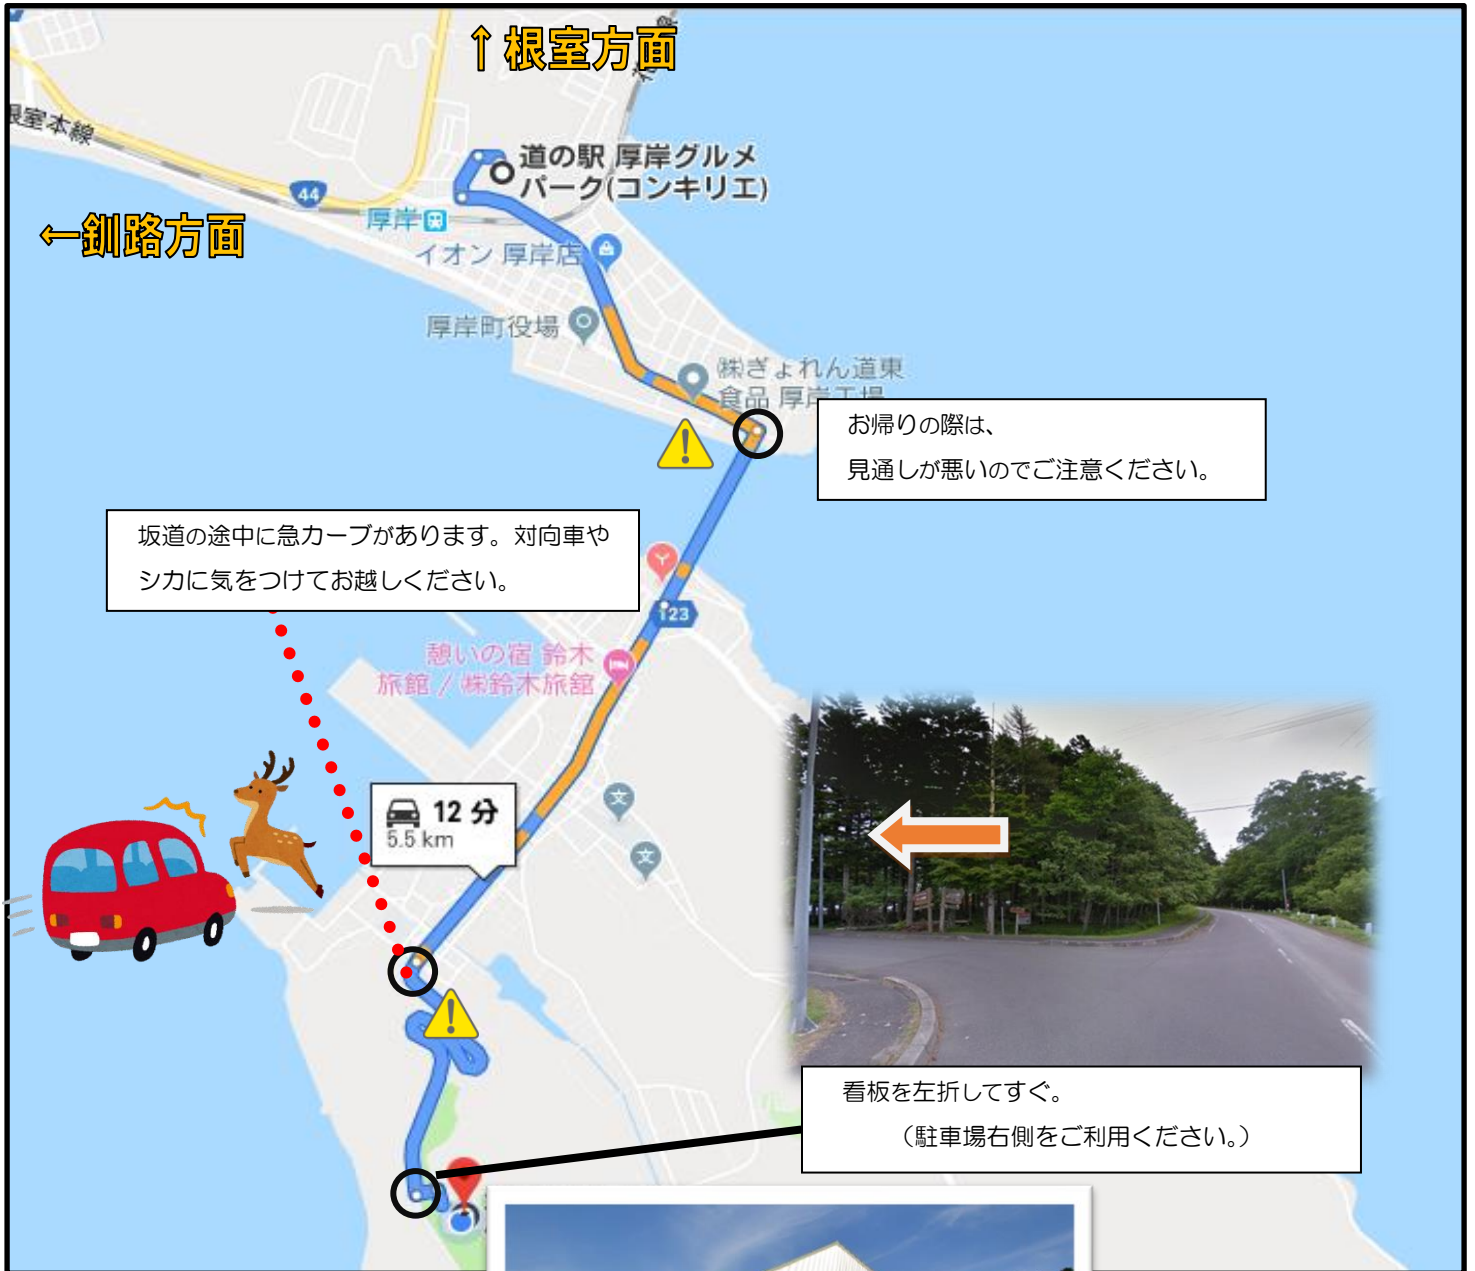 ↑根室方面
根室本線
道の駅 厚岸グルメ
パーク(コンキリエ)
44
厚岸
←釧路方面
イオン 厚岸店
厚岸町役場
㈱ぎょれん道東
食品 厚岸工場
お帰りの際は、
見通しが悪いのでご注意ください。
坂道の途中に急カーブがあります。対向車や
シカに気をつけてお越しください。
123
憩いの宿 鈴木
旅館 / ㈱鈴木旅館
文
12 分
5.5 km
文
看板を左折してすぐ。
(駐車場右側をご利用ください。)